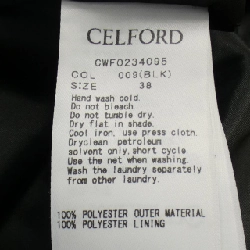 CELFORD
CWF0234095
COL 009(BLK)
SIZE 38
Hand wash cold.
Do not bleach.
Do not tumble dry.
Dry flat in shade.
Cool iron, use press cloth.
Dryclean petroleum
solvent only, short cycle.
Use the net when washing.
Wash the laundry separately
from other laundry.
100% POLYESTER OUTER MATERIAL
100% POLYESTER LINING